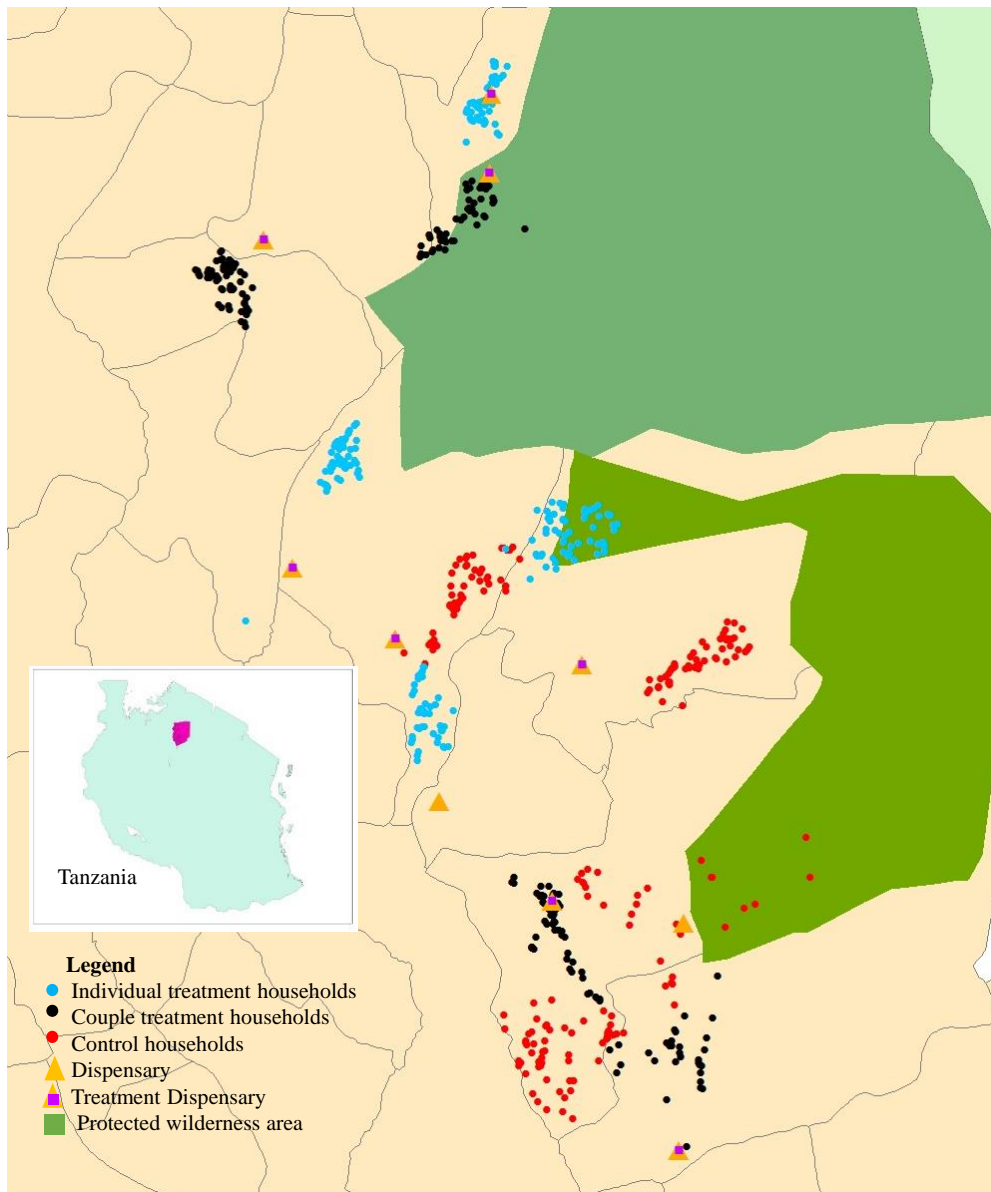 Tanzania
Legend
Individual treatment households
Couple treatment households
Control households
Dispensary
Treatment Dispensary
Protected wilderness area